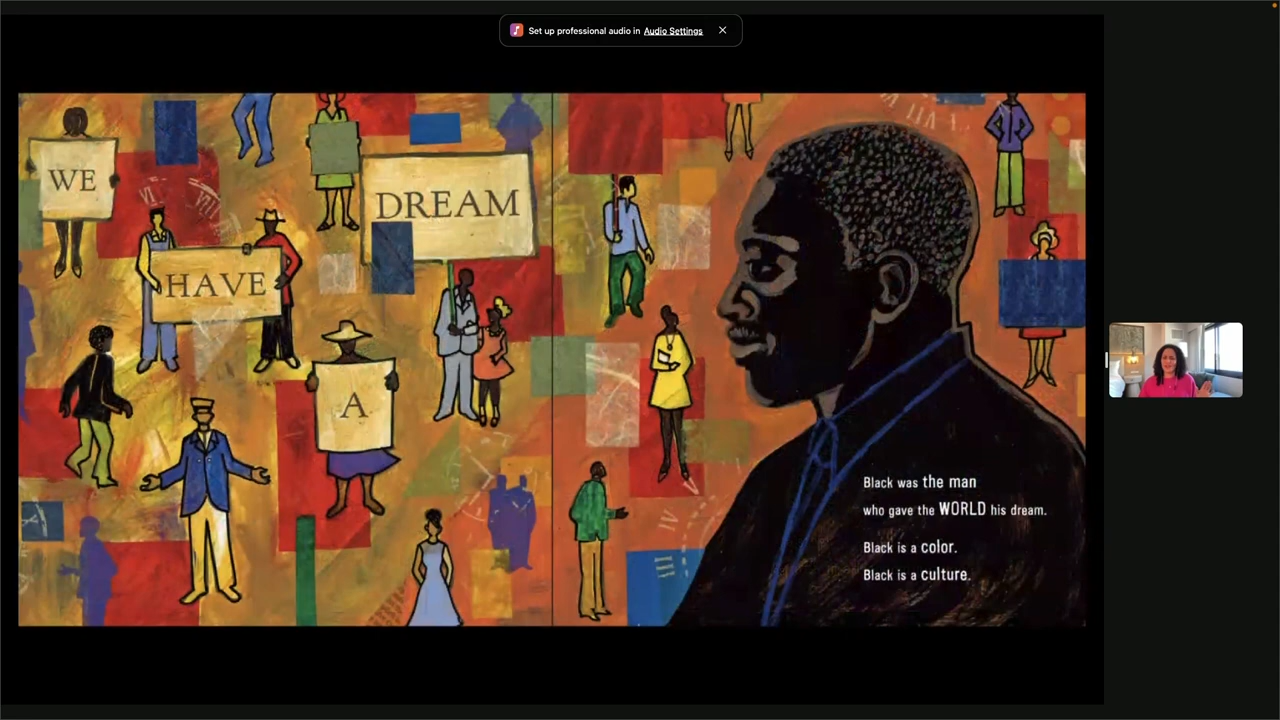 Set up professional audio in Audio Settings
WE
HAVE
A
DREAM
Black was the man
who gave the WORLD his dream.
Black is a color.
Black is a culture.